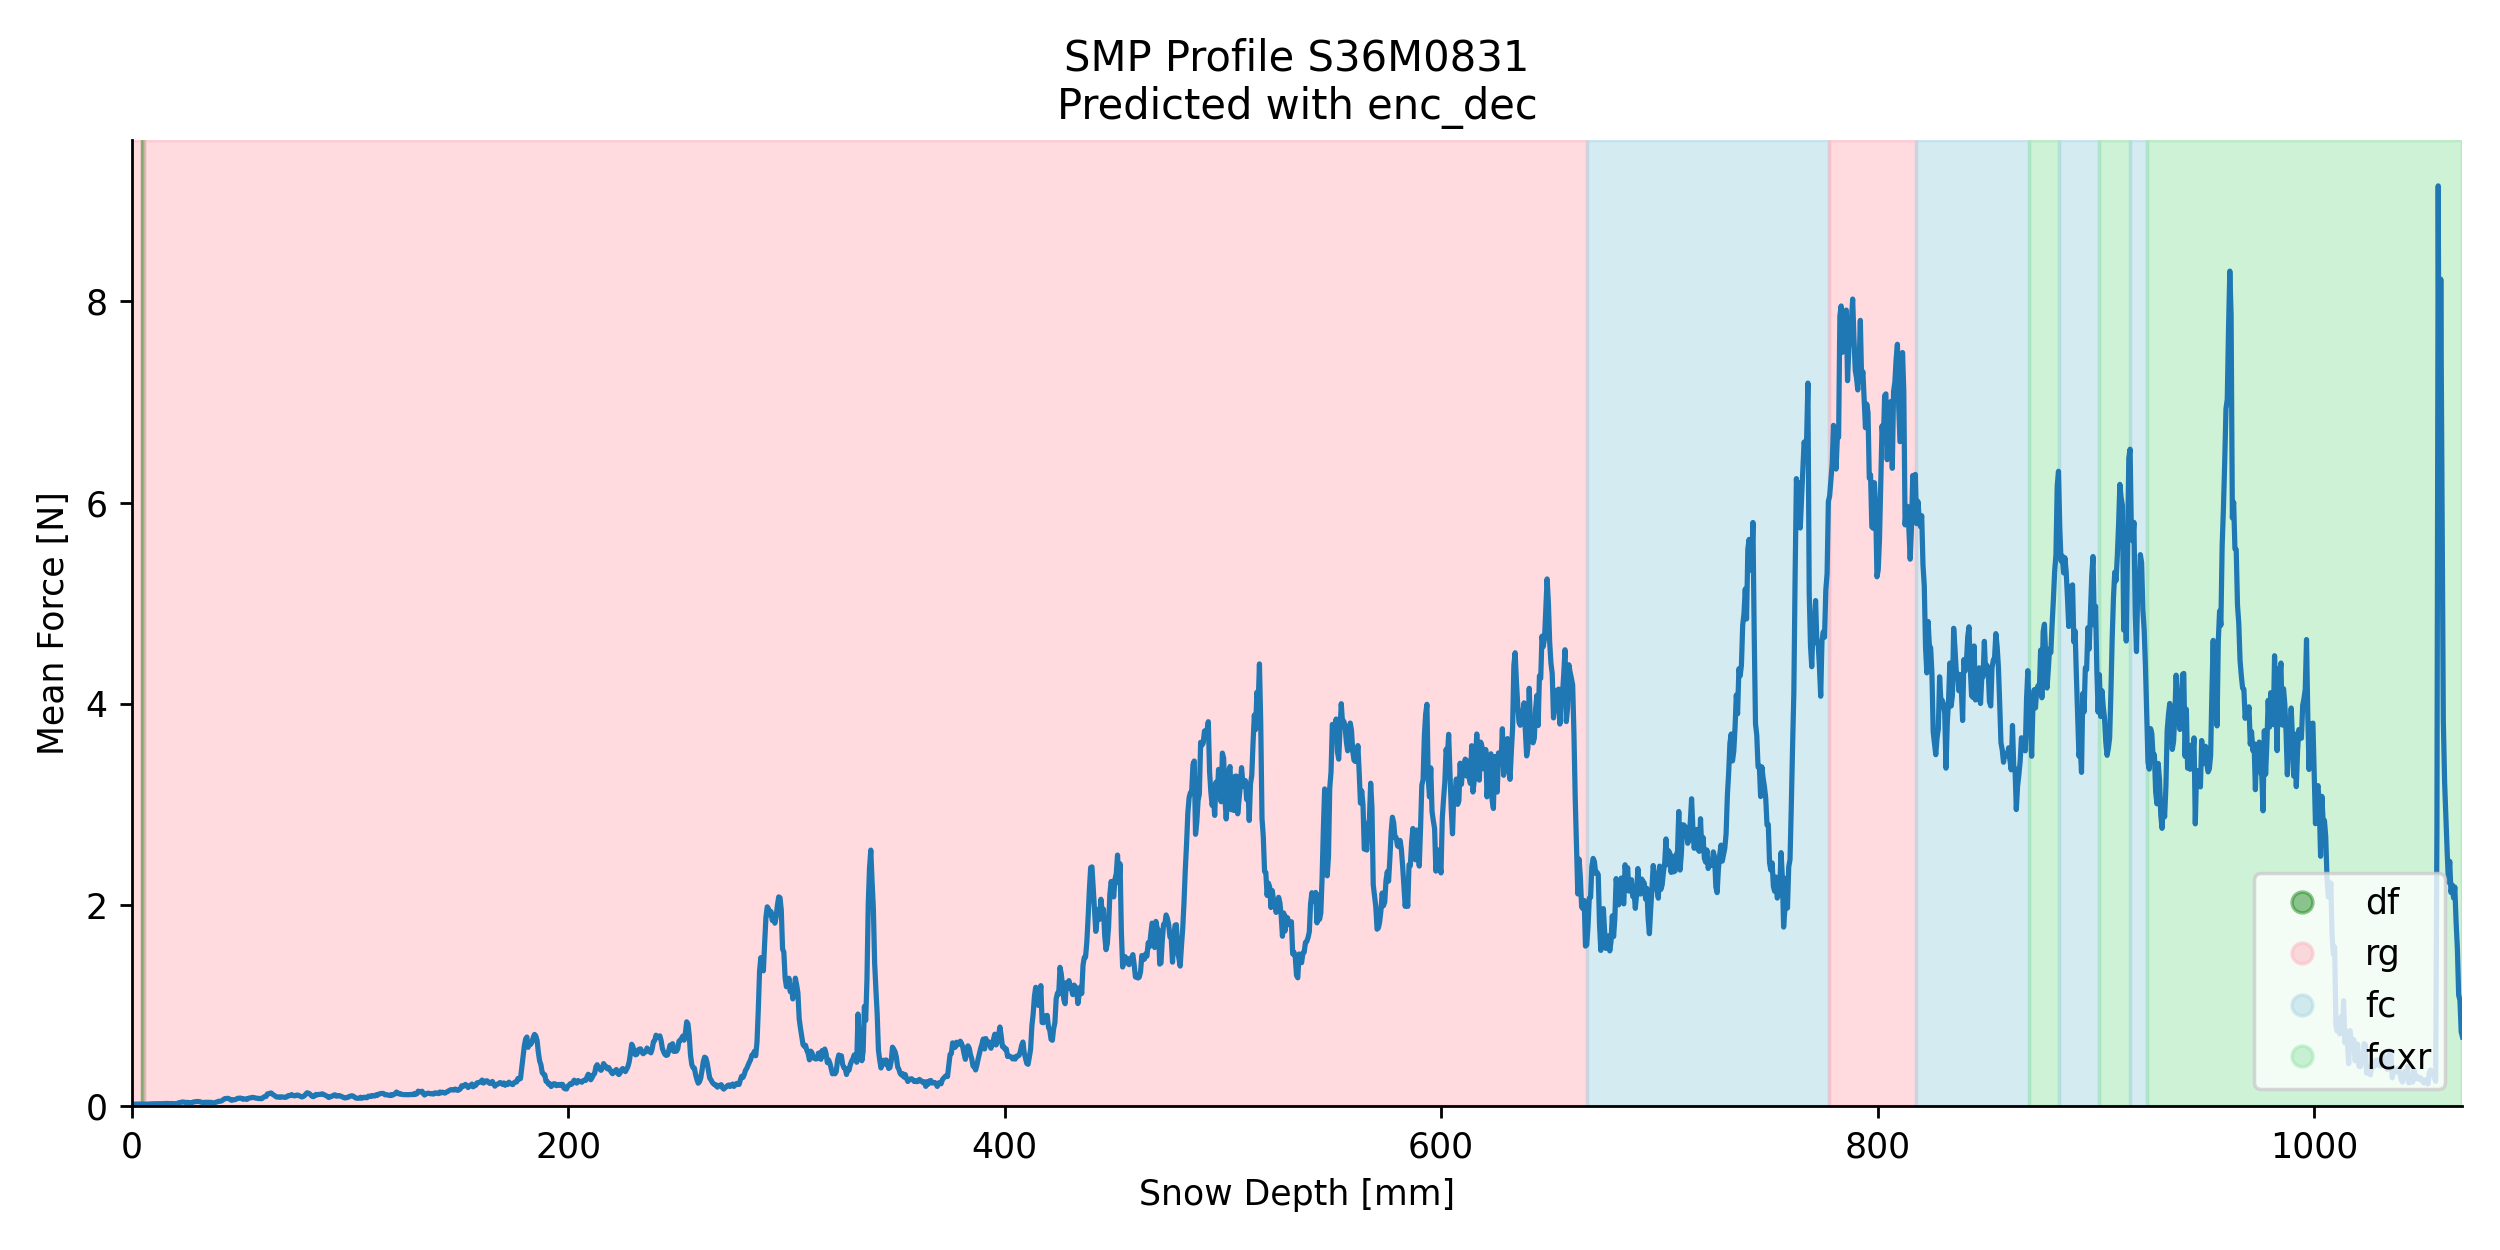 SMP Profile S36M0831
Predicted with enc_dec
Mean Force [N]
8
6
4
2
0
0 200 400 600 800 1000
Snow Depth [mm]
df
rg
fc
fcxr